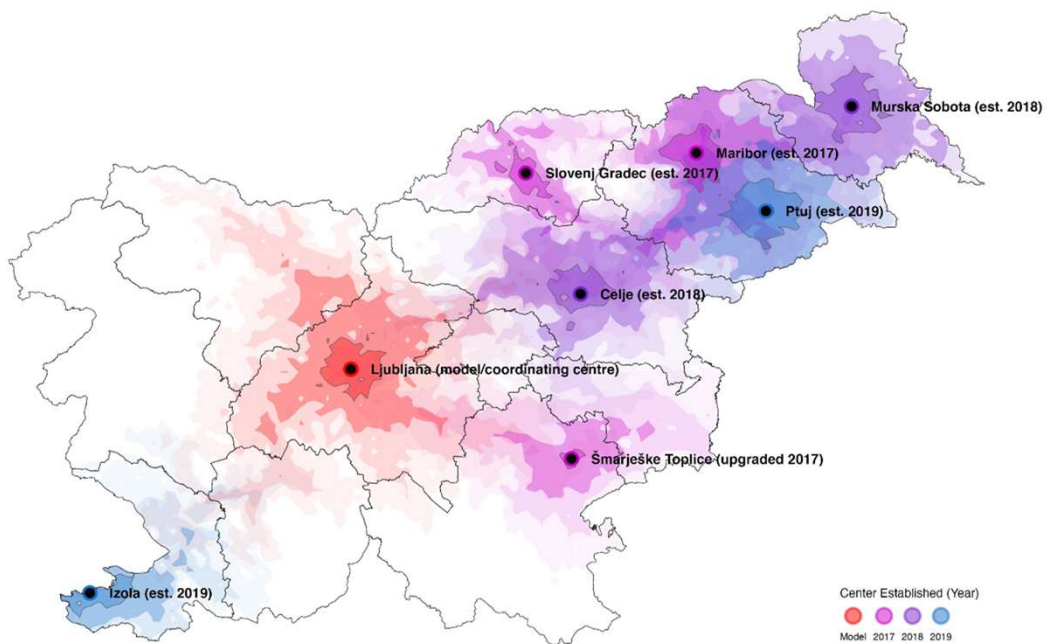 Murska Sobota (est. 2018)
Maribor (est. 2017)
Slovenj Gradec (est. 2017)
Ptuj (est. 2019)
Celje (est. 2018)
Ljubljana (model/coordinating centre)
Šmarješke Toplice (upgraded 2017)
Izola (est. 2019)
Center Established (Year)
Model 2017 2018 2019